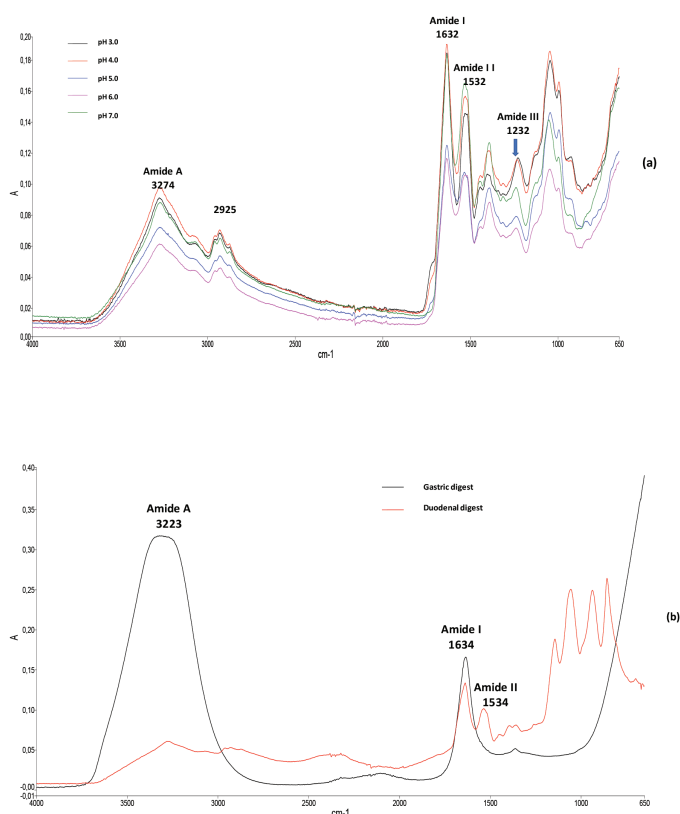 Amide I
1632
0,20
pH 3.0
pH 4.0
pH 5.0
pH 6.0
pH 7.0
0,18
0,16
0,14
0,12
0,10
0,08
0,06
0,04
0,02
0,00
A
Amide I I
1532
Amide III
1232
(a)
Amide A
3274
2925
4000
3000
2500
2000
1500
1000
650
cm-1
0,40
0,35
0,30
0,25
0,20
0,15
0,10
0,05
-0,00
-0,01
A
Gastric digest
Duodenal digest
Amide A
3223
(b)
Amide I
1634
Amide II
1534
4000
3500
3000
2500
2000
1500
1000
650
cm-1